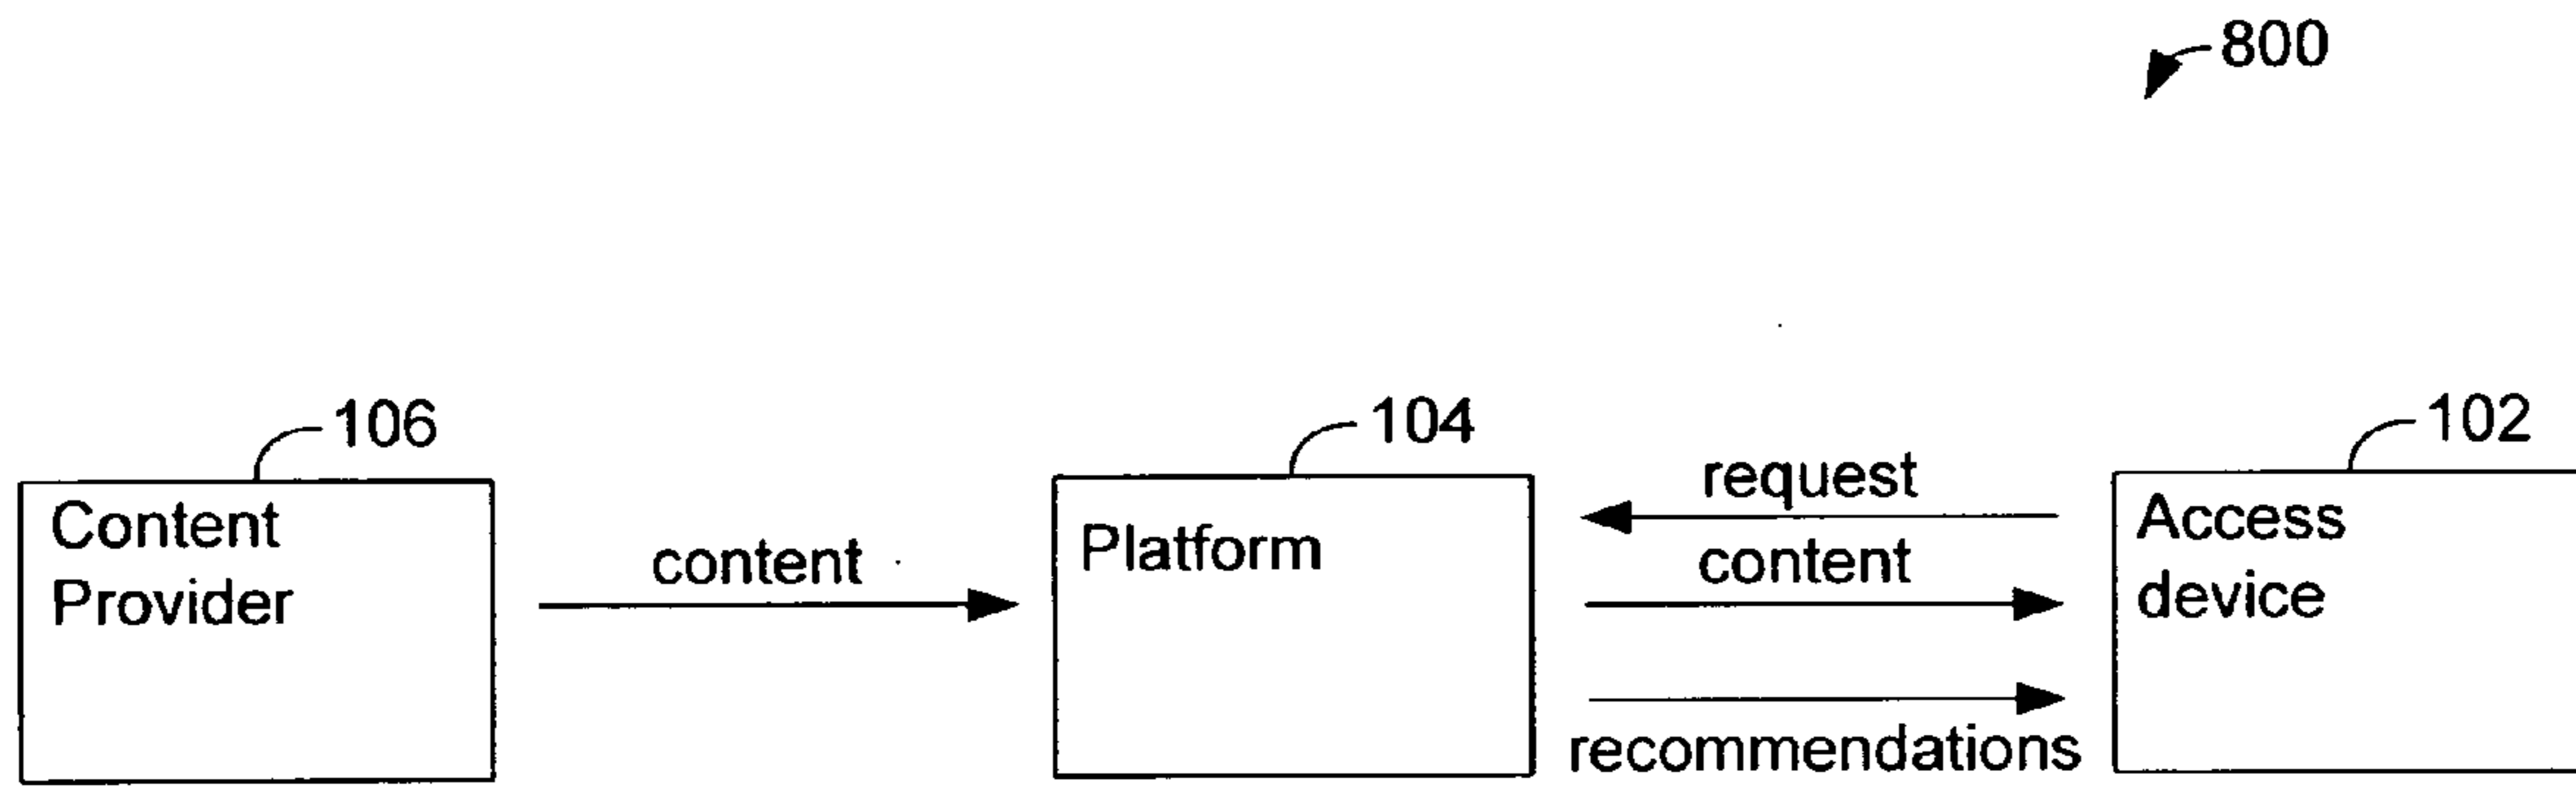 800
106
104
102
Content
Provider
content
Platform
request
content
recommendations
Access
device